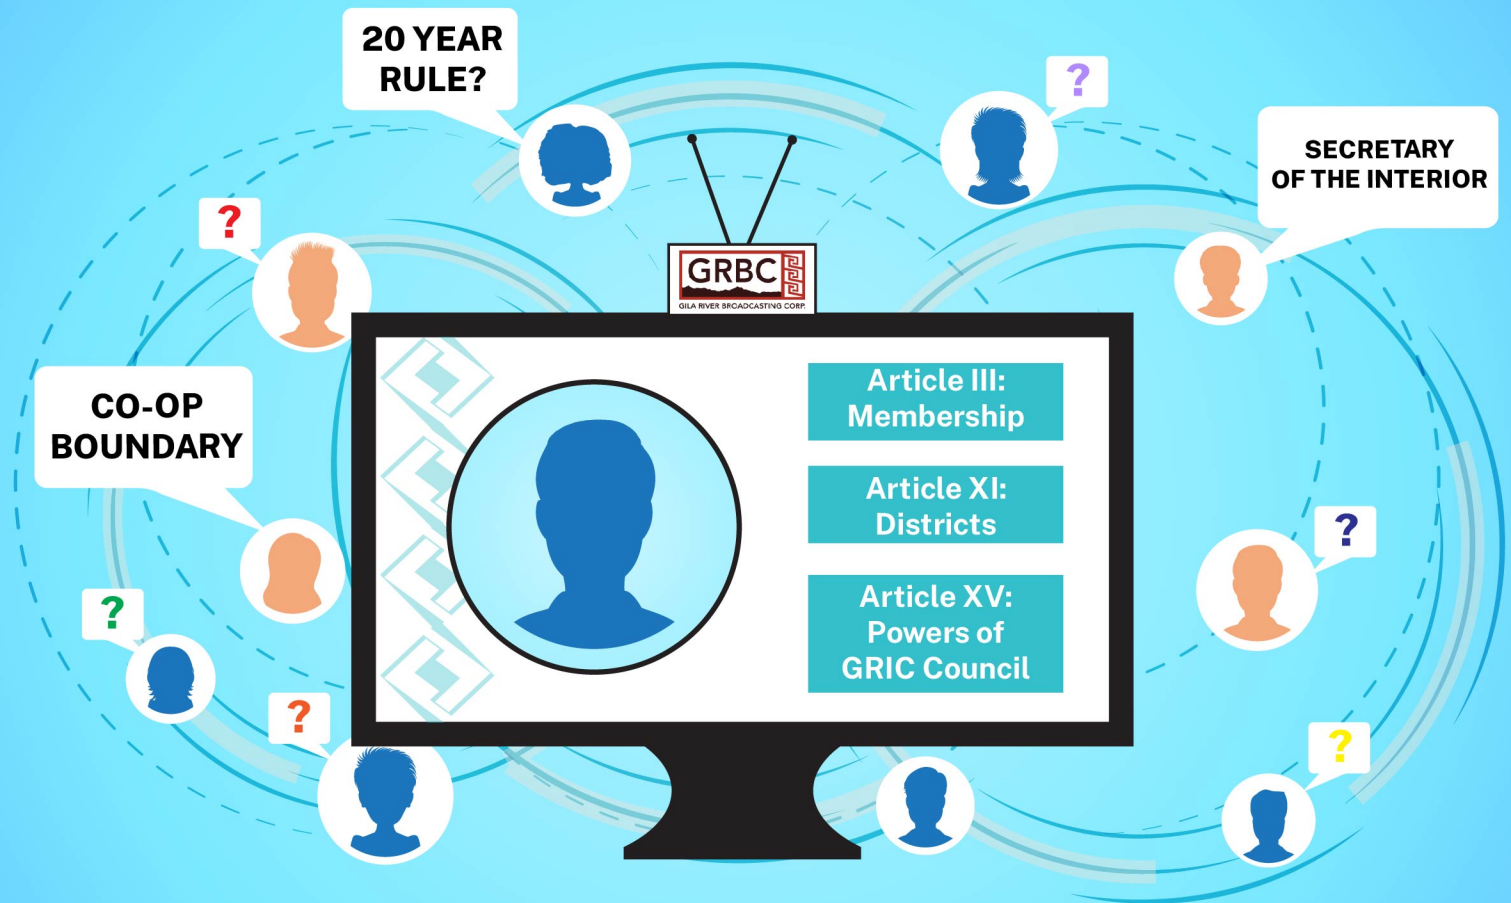 20 YEAR
RULE?
?
SECRETARY
OF THE INTERIOR
?
GRBC
GILA RIVER BROADCASTING CORP.
CO-OP
BOUNDARY
Article III:
Membership
Article XI:
Districts
Article XV:
Powers of
GRIC Council
?
?
?
?